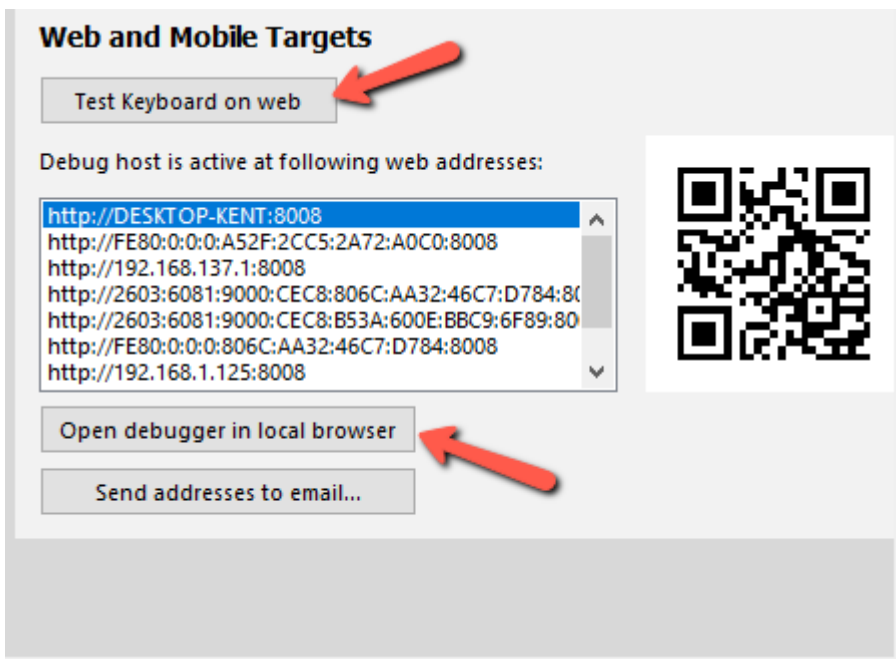 Web and Mobile Targets
Test Keyboard on web
Debug host is active at following web addresses:
http://DESKTOP-KENT:8008
http://FE80:0:0:0:A52F:2CC5:2A72:A0C0:8008
http://192.168.137.1:8008
http://2603:6081:9000:CEC8:806C:AA32:46C7:D784:80
http://2603:6081:9000:CEC8:B53A:600E:BBC9:6F89:80
http://FE80:0:0:0:806C:AA32:46C7:D784:8008
http://192.168.1.125:8008
Open debugger in local browser
Send addresses to email...